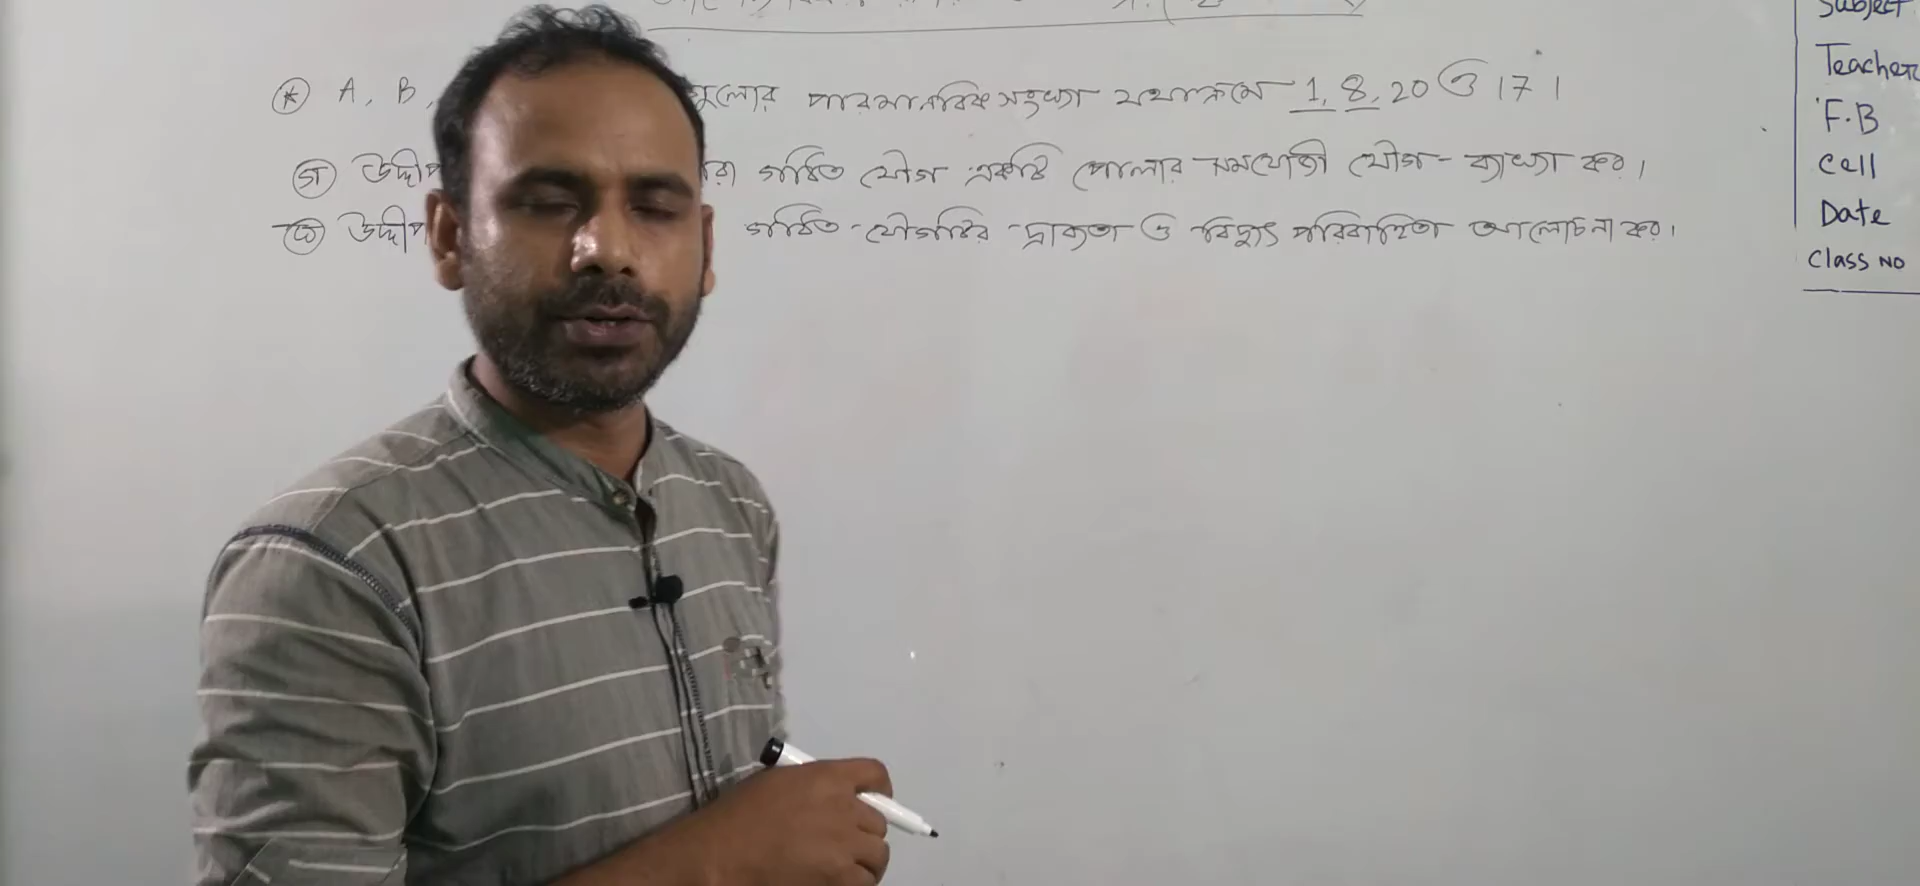 * A, B, গুলোর পারমানবিক সংখ্যা যথাক্রমে 1, 8, 20 ও 17।
গ উদ্দীপ রা গঠিত যৌগ একটি পোলার সমযোজী যৌগ - ব্যাখ্যা কর।
ঘ উদ্দীপ গঠিত যৌগটির দ্রাব্যতা ও বিদ্যুৎ পরিবাহিতা আলোচনা কর।
Subject
Teacher
F.B
Cell
Date
Class NO